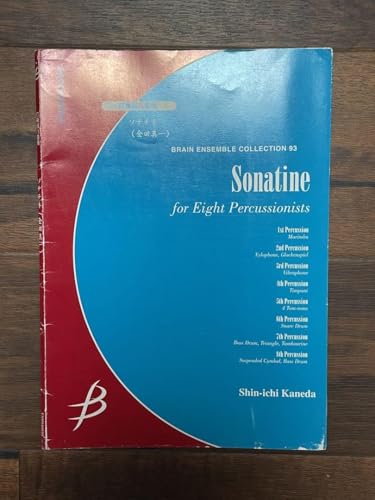 ソナチネ
(金田真一)
BRAIN ENSEMBLE COLLECTION 93
Sonatine
for Eight Percussionists
1st Percussion
Marimba
2nd Percussion
Xylophone, Glockenspiel
3rd Percussion
Vibraphone
4th Percussion
Timpani
5th Percussion
4 Tom-toms
6th Percussion
Snare Drum
7th Percussion
Bass Drum, Triangle, Tambourine
8th Percussion
Suspended Cymbal, Bass Drum
Shin-ichi Kaneda